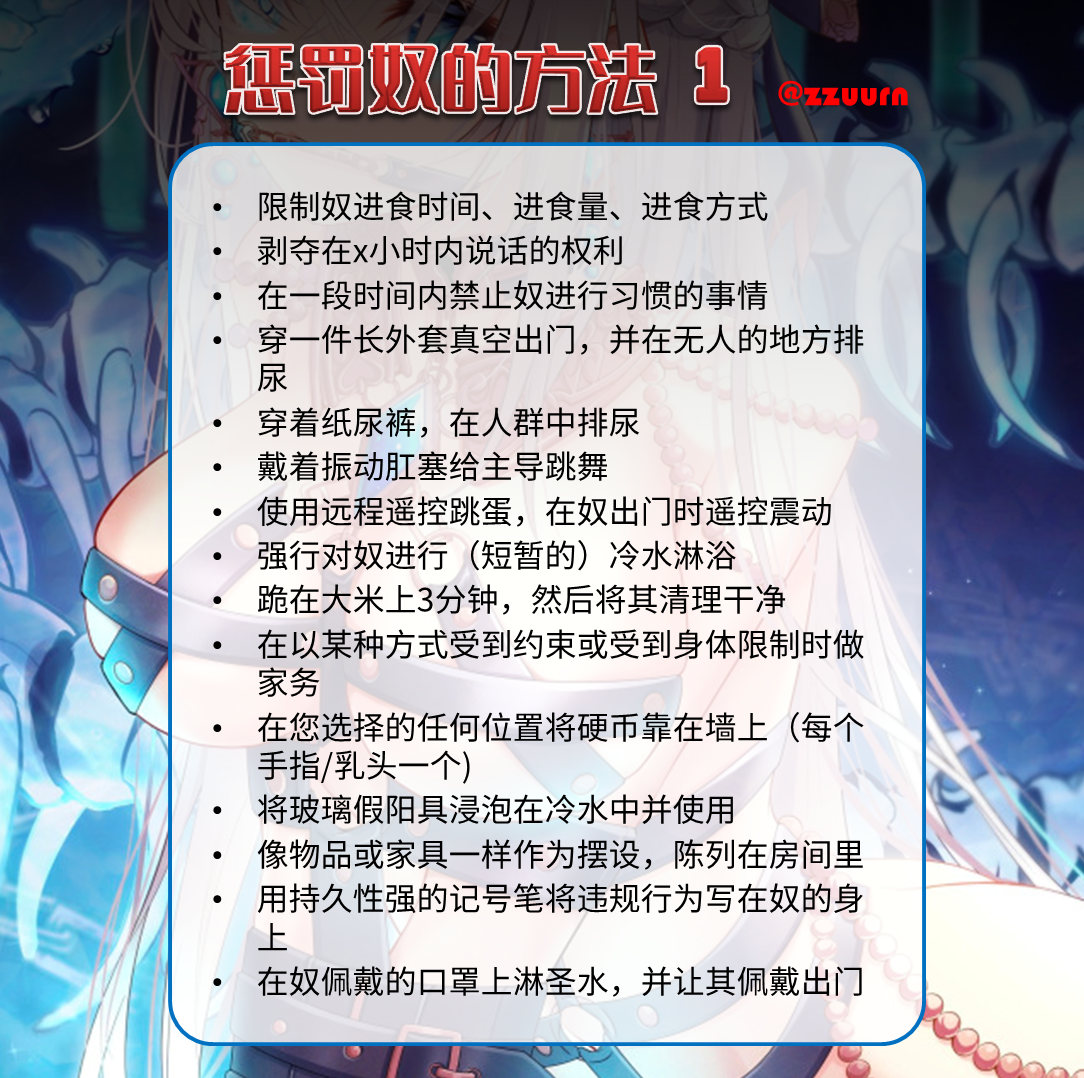 惩罚奴的方法 1 @zzuurn
• 限制奴进食时间、进食量、进食方式
• 剥夺在x小时内说话的权利
• 在一段时间内禁止奴进行习惯的事情
• 穿一件长外套真空出门，并在无人的地方排
尿
• 穿着纸尿裤，在人群中排尿
• 戴着振动肛塞给主导跳舞
• 使用远程遥控跳蛋，在奴出门时遥控震动
• 强行对奴进行（短暂的）冷水淋浴
• 跪在大米上3分钟，然后将其清理干净
• 在以某种方式受到约束或受到身体限制时做
家务
• 在您选择的任何位置将硬币靠在墙上（每个
手指/乳头一个)
• 将玻璃假阳具浸泡在冷水中并使用
• 像物品或家具一样作为摆设，陈列在房间里
• 用持久性强的记号笔将违规行为写在奴的身
上
• 在奴佩戴的口罩上淋圣水，并让其佩戴出门